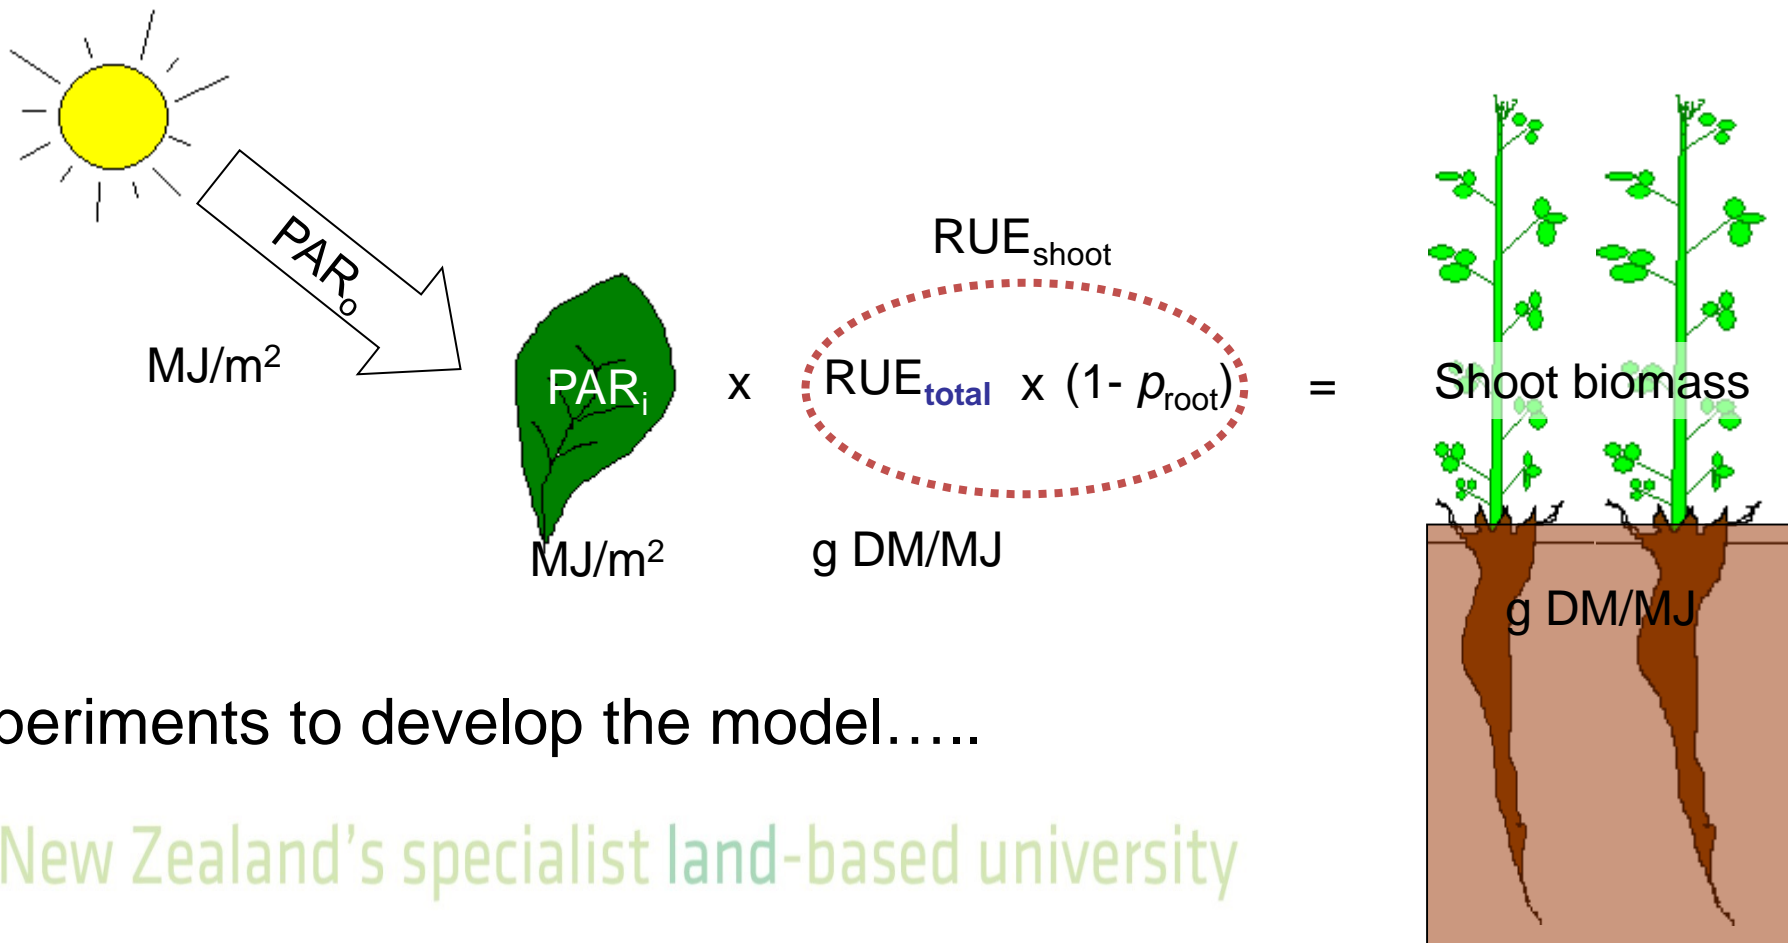 PARo
MJ/m²
RUEshoot
PARi x RUEtotal x (1- proot) = Shoot biomass
MJ/m² g DM/MJ
g DM/MJ
periments to develop the model…..
New Zealand's specialist land-based university